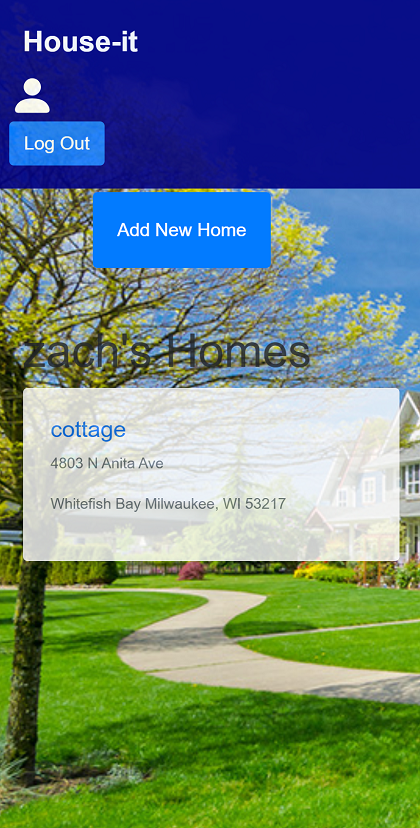 House-it
Log Out
Add New Home
zach's Homes
cottage
4803 N Anita Ave
Whitefish Bay Milwaukee, WI 53217